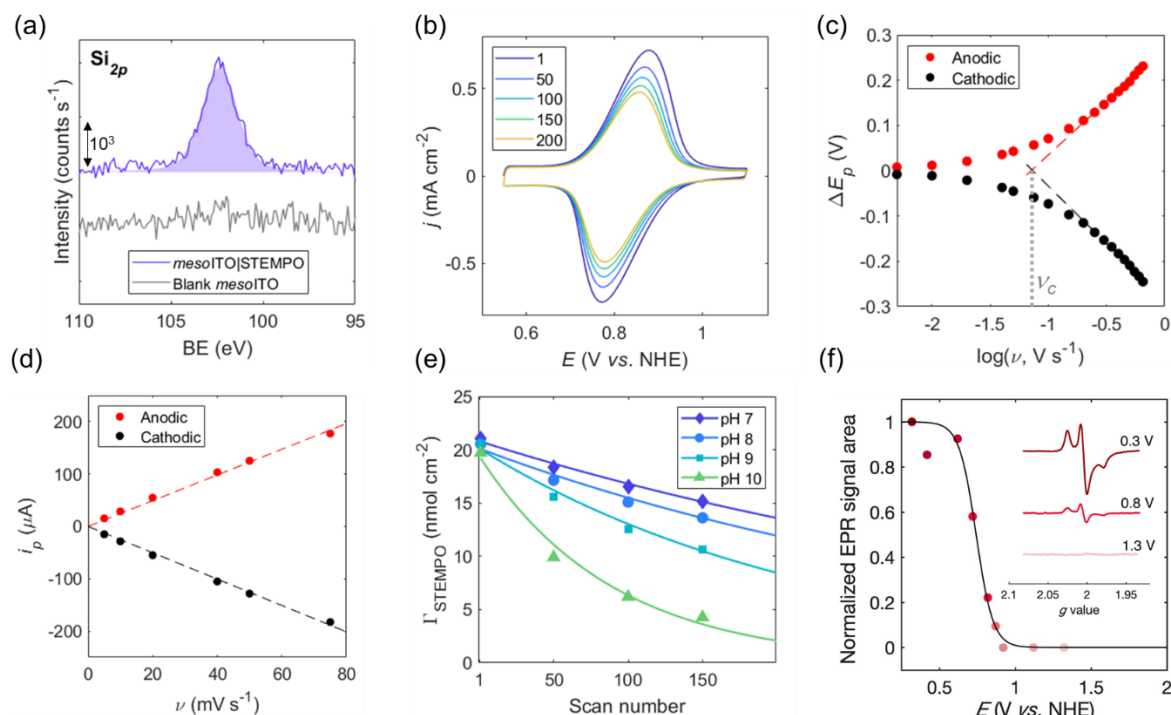 (a)
Si2p
Intensity (counts s⁻¹)
10³
mesoITO|STEMPO
Blank mesoITO
110 105 100 95
BE (eV)
(b)
j (mA cm⁻²)
0.5
0
-0.5
1
50
100
150
200
0.6 0.8 1
E (V vs. NHE)
(c)
ΔEp (V)
0.3
0.2
0.1
0
-0.1
-0.2
-0.3
Anodic
Cathodic
νc
-2 -1.5 -1 -0.5 0
log(ν, V s⁻¹)
(d)
ip (μA)
200
100
0
-100
-200
Anodic
Cathodic
0 20 40 60 80
ν (mV s⁻¹)
(e)
ΓSTEMPO (nmol cm⁻²)
25
20
15
10
5
0
pH 7
pH 8
pH 9
pH 10
1 50 100 150
Scan number
(f)
Normalized EPR signal area
1
0.8
0.6
0.4
0.2
0
0.3 V
0.8 V
1.3 V
2.1 2.05 2 1.95
g value
0.5 1 1.5 2
E (V vs. NHE)